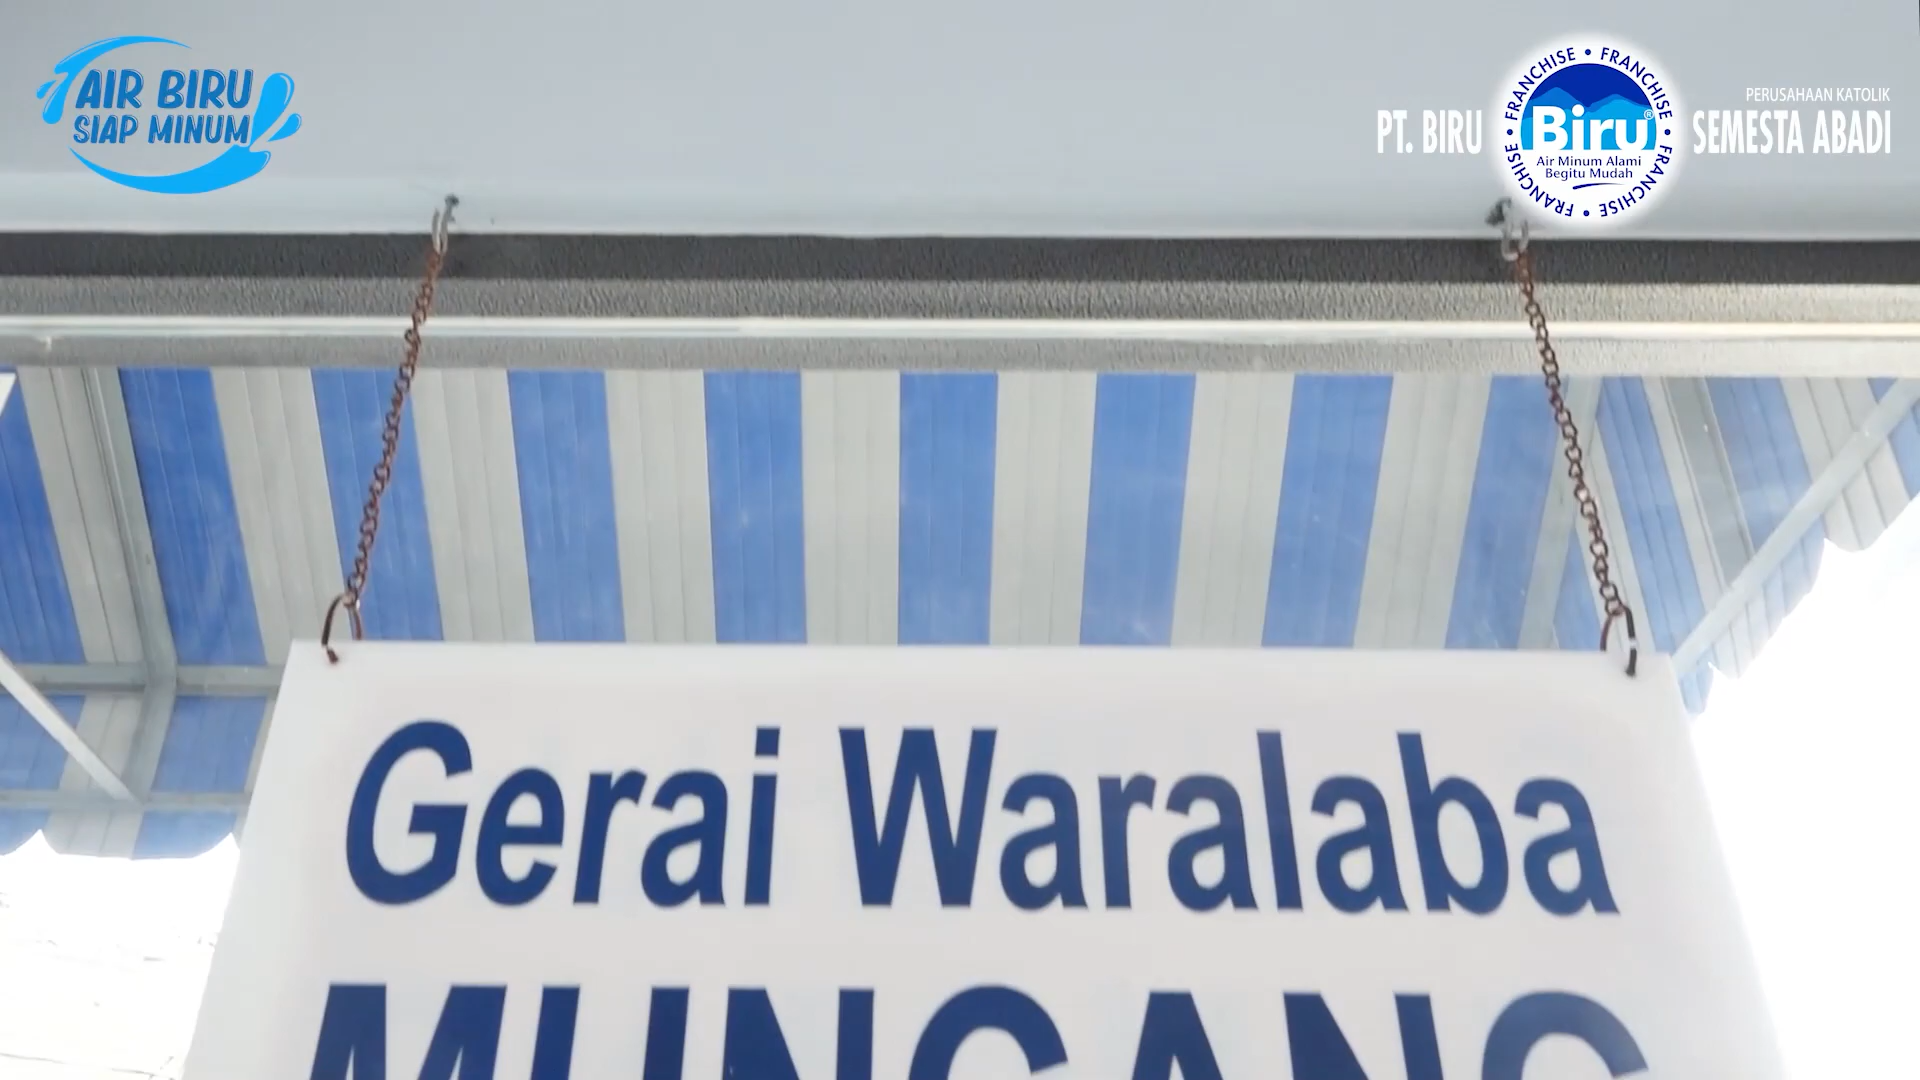 AIR BIRU
SIAP MINUM
PERUSAHAAN KATOLIK
PT. BIRU SEMESTA ABADI
FRANCHISE • FRANCHISE • FRANCHISE • FRANCHISE •
Biru®
Air Minum Alami
Begitu Mudah
Gerai Waralaba